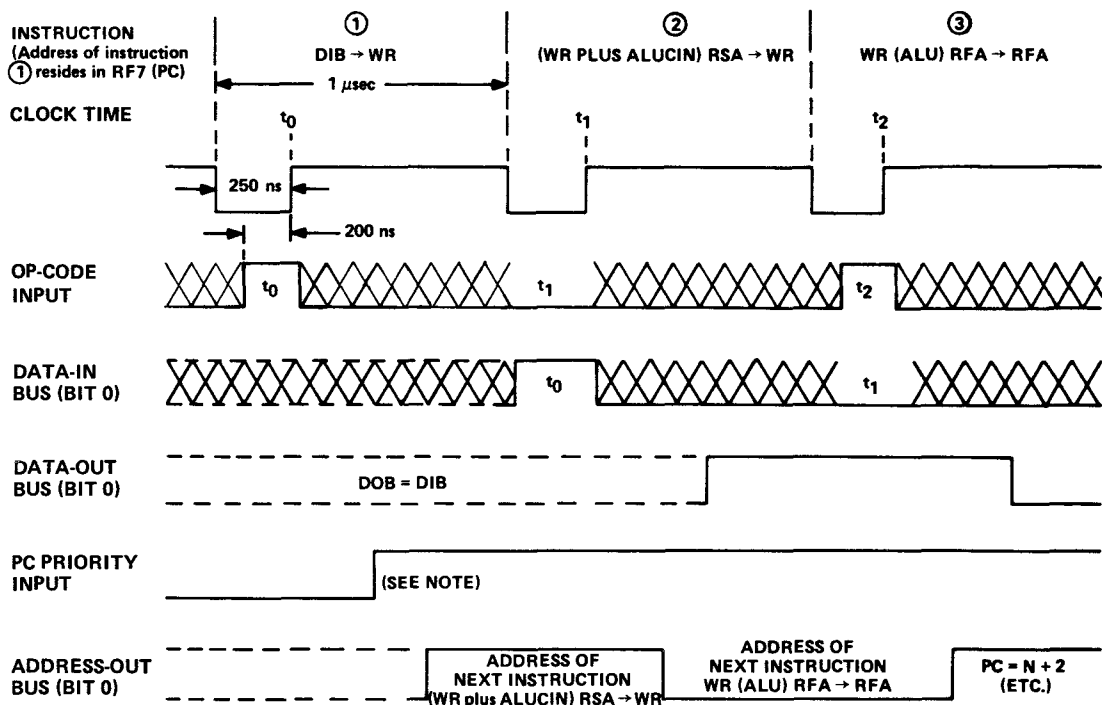 INSTRUCTION
(Address of instruction
① resides in RF7 (PC)
①
DIB → WR
②
(WR PLUS ALUCIN) RSA → WR
③
WR (ALU) RFA → RFA
1 μsec
CLOCK TIME
t0
t1
t2
250 ns
200 ns
OP-CODE
INPUT
t0
t1
t2
DATA-IN
BUS (BIT 0)
t0
t1
DATA-OUT
BUS (BIT 0)
DOB = DIB
PC PRIORITY
INPUT
(SEE NOTE)
ADDRESS-OUT
BUS (BIT 0)
ADDRESS OF
NEXT INSTRUCTION
(WR plus ALUCIN) RSA → WR
ADDRESS OF
NEXT INSTRUCTION
WR (ALU) RFA → RFA
PC = N + 2
(ETC.)